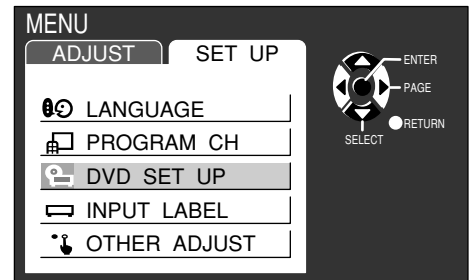 MENU
ADJUST
SET UP
LANGUAGE
PROGRAM CH
DVD SET UP
INPUT LABEL
OTHER ADJUST
ENTER
PAGE
RETURN
SELECT